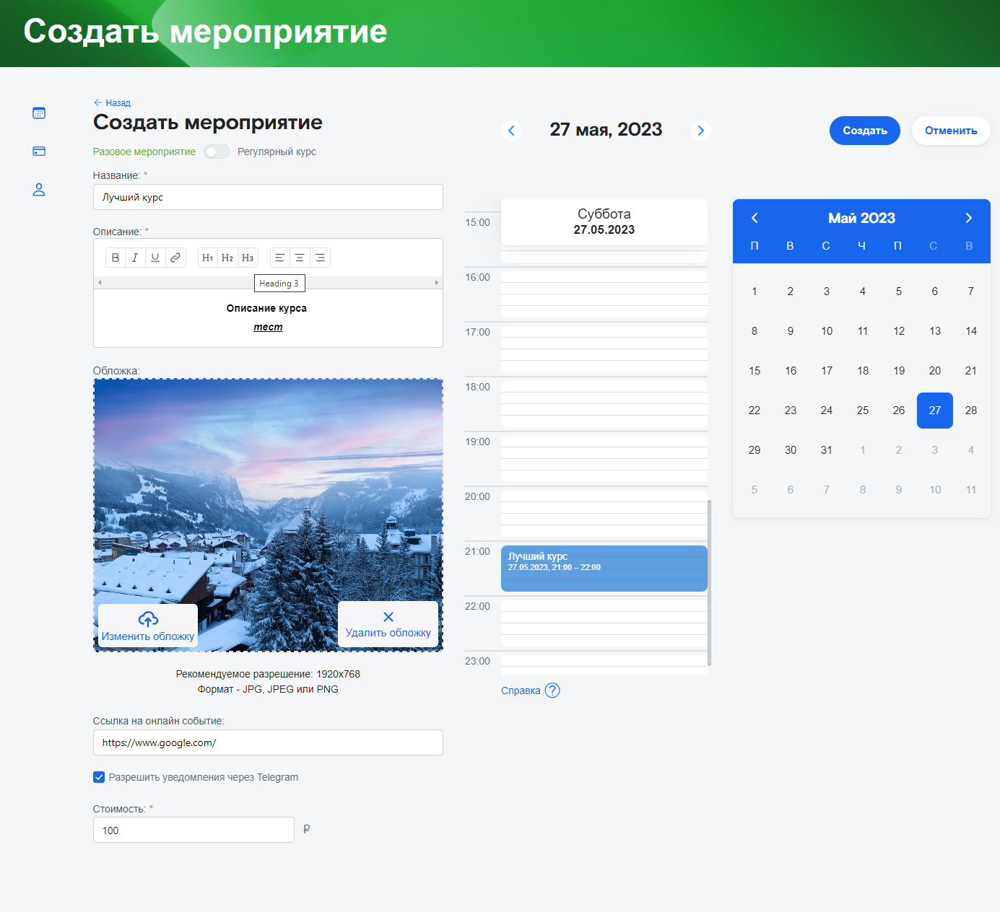 Создать мероприятие
Назад
Создать мероприятие
Разовое мероприятие
Регулярный курс
Название: *
Лучший курс
Описание: *
B I U H1 H2 H3
Heading 3
Описание курса
тест
Обложка:
Изменить обложку
Удалить обложку
Рекомендуемое разрешение: 1920x768
Формат - JPG, JPEG или PNG
Ссылка на онлайн событие:
https://www.google.com/
Разрешить уведомления через Telegram
Стоимость: *
100 ₽
27 мая, 2023
Суббота
27.05.2023
15:00
16:00
17:00
18:00
19:00
20:00
21:00
Лучший курс
27.05.2023, 21:00 – 22:00
22:00
23:00
Справка ?
Создать
Отменить
Май 2023
П В С Ч П С В
1 2 3 4 5 6 7
8 9 10 11 12 13 14
15 16 17 18 19 20 21
22 23 24 25 26 27 28
29 30 31 1 2 3 4
5 6 7 8 9 10 11